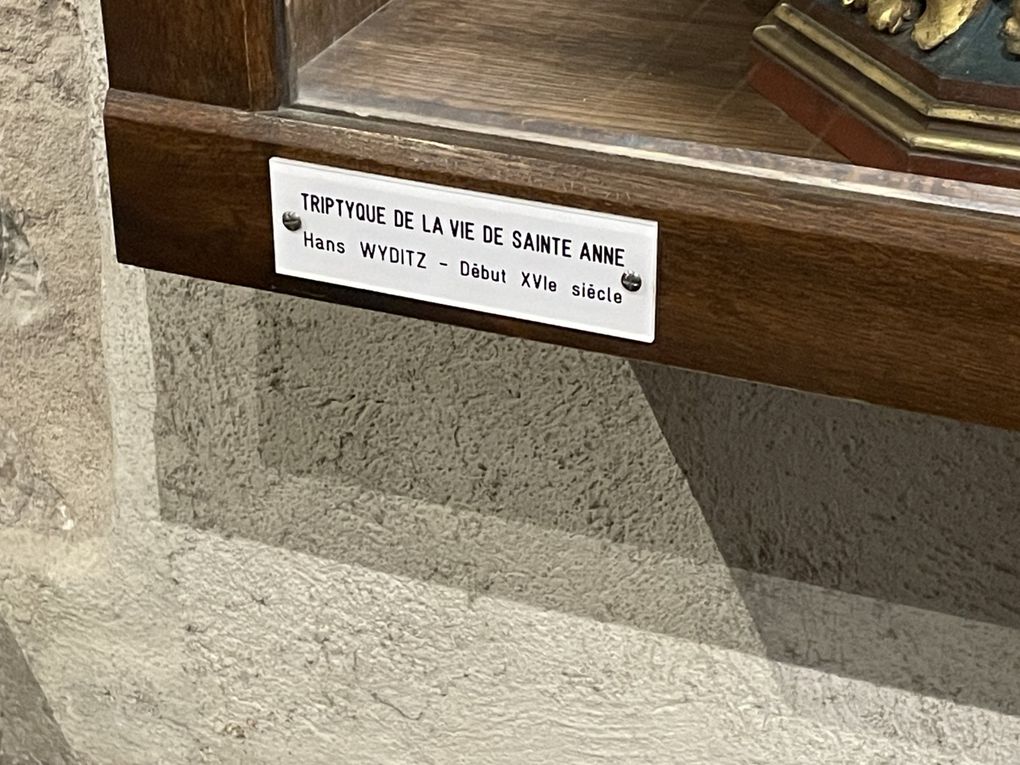 TRIPTYQUE DE LA VIE DE SAINTE ANNE
Hans WYDITZ - Début XVIe siècle